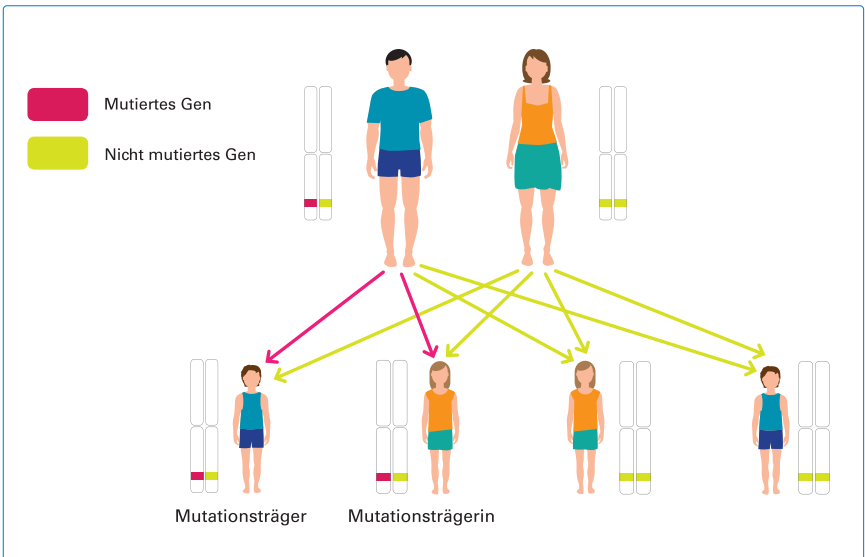 Mutiertes Gen
Nicht mutiertes Gen
Mutationsträger
Mutationsträgerin